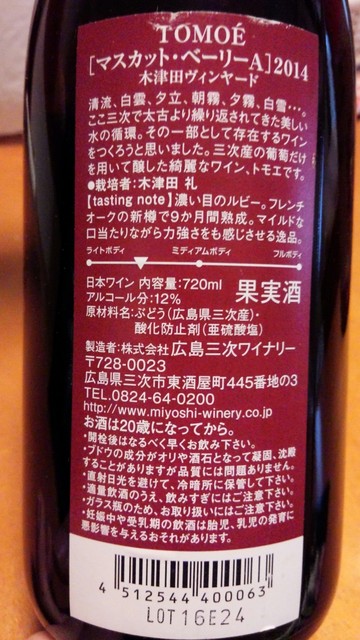 TOMOÉ
[マスカット・ベーリーA]2014
木津田ヴィンヤード
清流、白雲、夕立、朝霧、夕霧、白雪…。
ここ三次で太古より繰り返されてきた美しい
水の循環。その一部として存在するワイン
をつくろうと思いました。三次産の葡萄だけ
を用いて醸した綺麗なワイン、トモエです。
●栽培者:木津田 礼
【tasting note】濃い目のルビー。フレンチ
オークの新樽で9か月間熟成。マイルドな
口当たりながら力強さをも感じさせる逸品。
ライトボディ ミディアムボディ フルボディ
日本ワイン 内容量:720ml
アルコール分:12% 果実酒
原材料名:ぶどう(広島県三次産)・
酸化防止剤(亜硫酸塩)
製造者:株式会社広島三次ワイナリー
〒728-0023
広島県三次市東酒屋町445番地の3
TEL.0824-64-0200
http://www.miyoshi-winery.co.jp
お酒は20歳になってから。
・開栓後はなるべく早くお飲み下さい。
・ブドウの成分がオリや酒石となって凝固、沈殿
することがありますが品質には問題ありません。
・直射日光を避けて、冷暗所に保管して下さい。
・適量飲酒のうえ、飲みすぎにはご注意下さい。
・ガラス瓶のため、お取り扱いにはご注意下さい。
・妊娠中や授乳期の飲酒は胎児、乳児の発育に
悪影響を与えるおそれがあります。
4 512544 400063
LOT16E24